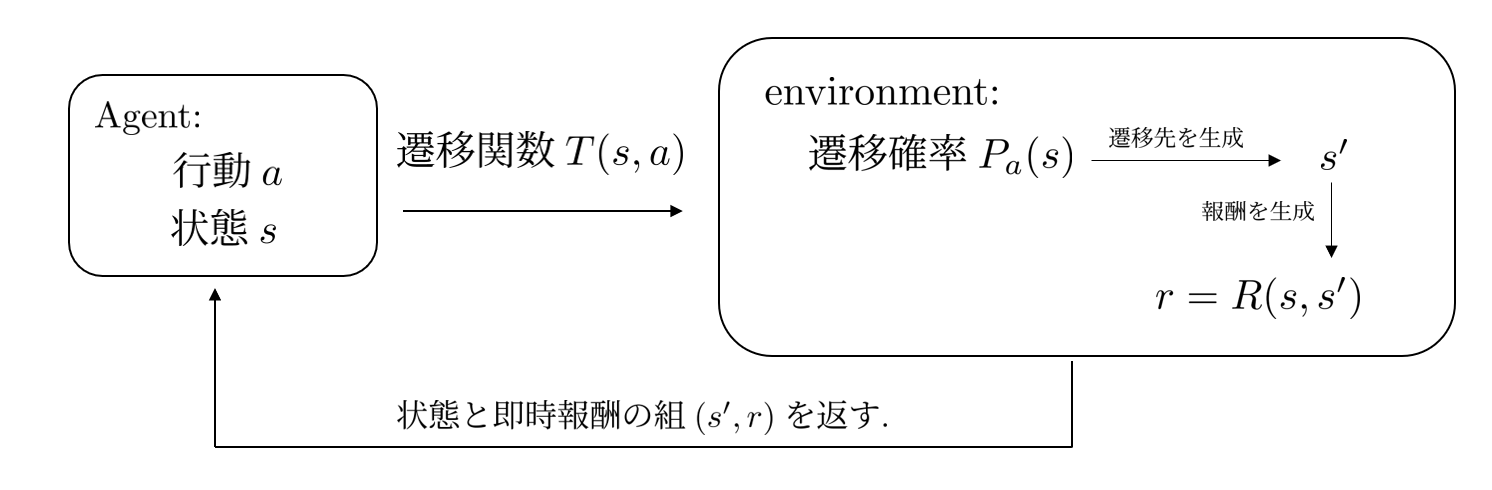 Agent:
行動 a
状態 s
遷移関数 T(s, a)
environment:
遷移確率 Pₐ(s)
遷移先を生成
s′
報酬を生成
r = R(s, s′)
状態と即時報酬の組 (s′, r) を返す.